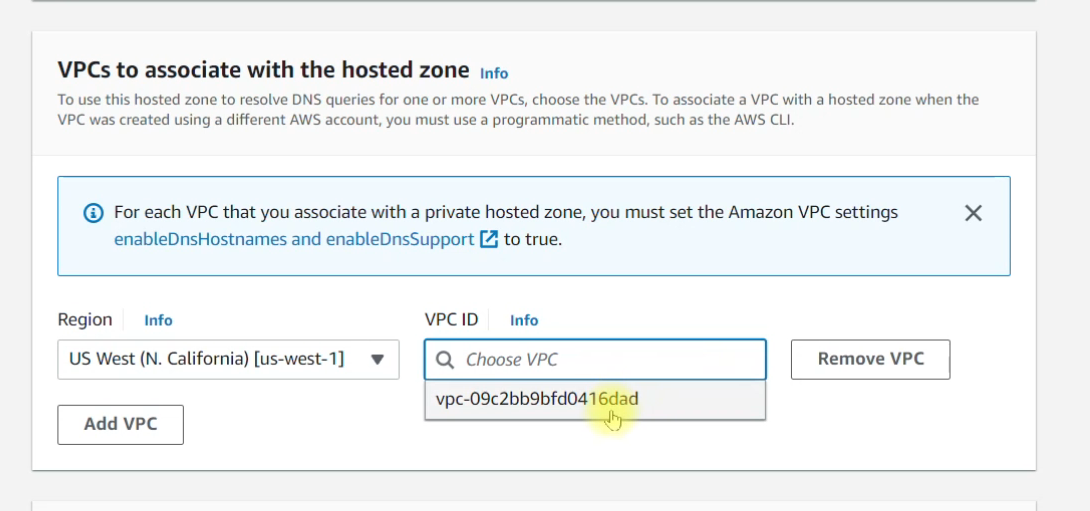 VPCs to associate with the hosted zone Info
To use this hosted zone to resolve DNS queries for one or more VPCs, choose the VPCs. To associate a VPC with a hosted zone when the
VPC was created using a different AWS account, you must use a programmatic method, such as the AWS CLI.
For each VPC that you associate with a private hosted zone, you must set the Amazon VPC settings
enableDnsHostnames and enableDnsSupport to true.
Region Info VPC ID Info
US West (N. California) [us-west-1] Choose VPC Remove VPC
vpc-09c2bb9bfd0416dad
Add VPC